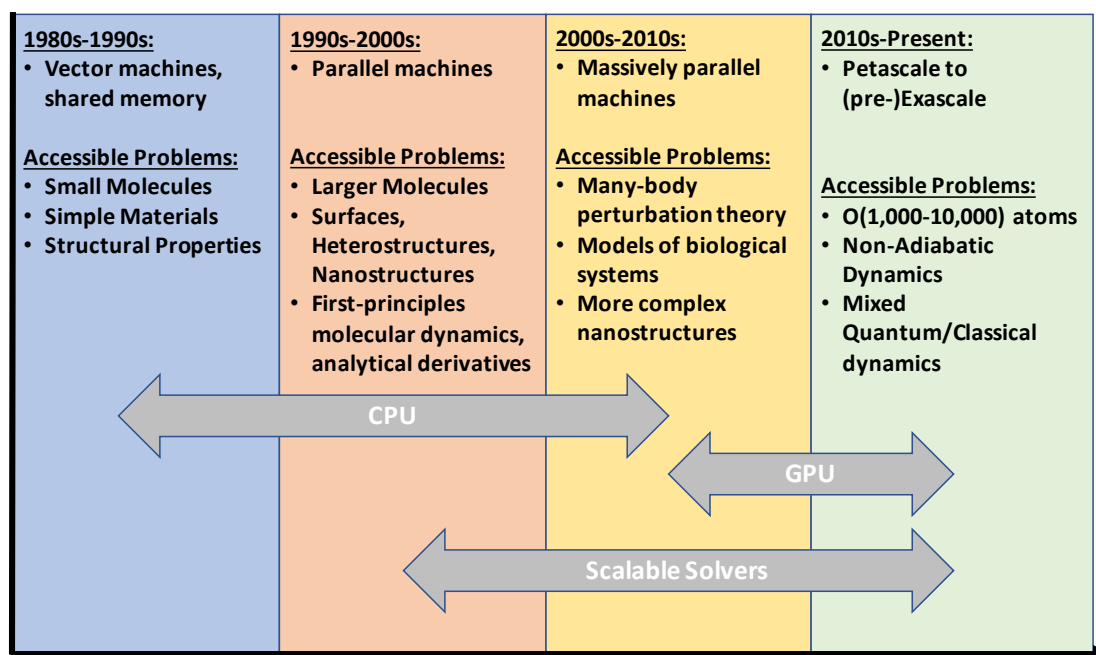 1980s-1990s:
• Vector machines,
shared memory
Accessible Problems:
• Small Molecules
• Simple Materials
• Structural Properties
1990s-2000s:
• Parallel machines
Accessible Problems:
• Larger Molecules
• Surfaces,
Heterostructures,
Nanostructures
• First-principles
molecular dynamics,
analytical derivatives
2000s-2010s:
• Massively parallel
machines
Accessible Problems:
• Many-body
perturbation theory
• Models of biological
systems
• More complex
nanostructures
2010s-Present:
• Petascale to
(pre-)Exascale
Accessible Problems:
• O(1,000-10,000) atoms
• Non-Adiabatic
Dynamics
• Mixed
Quantum/Classical
dynamics
CPU
GPU
Scalable Solvers